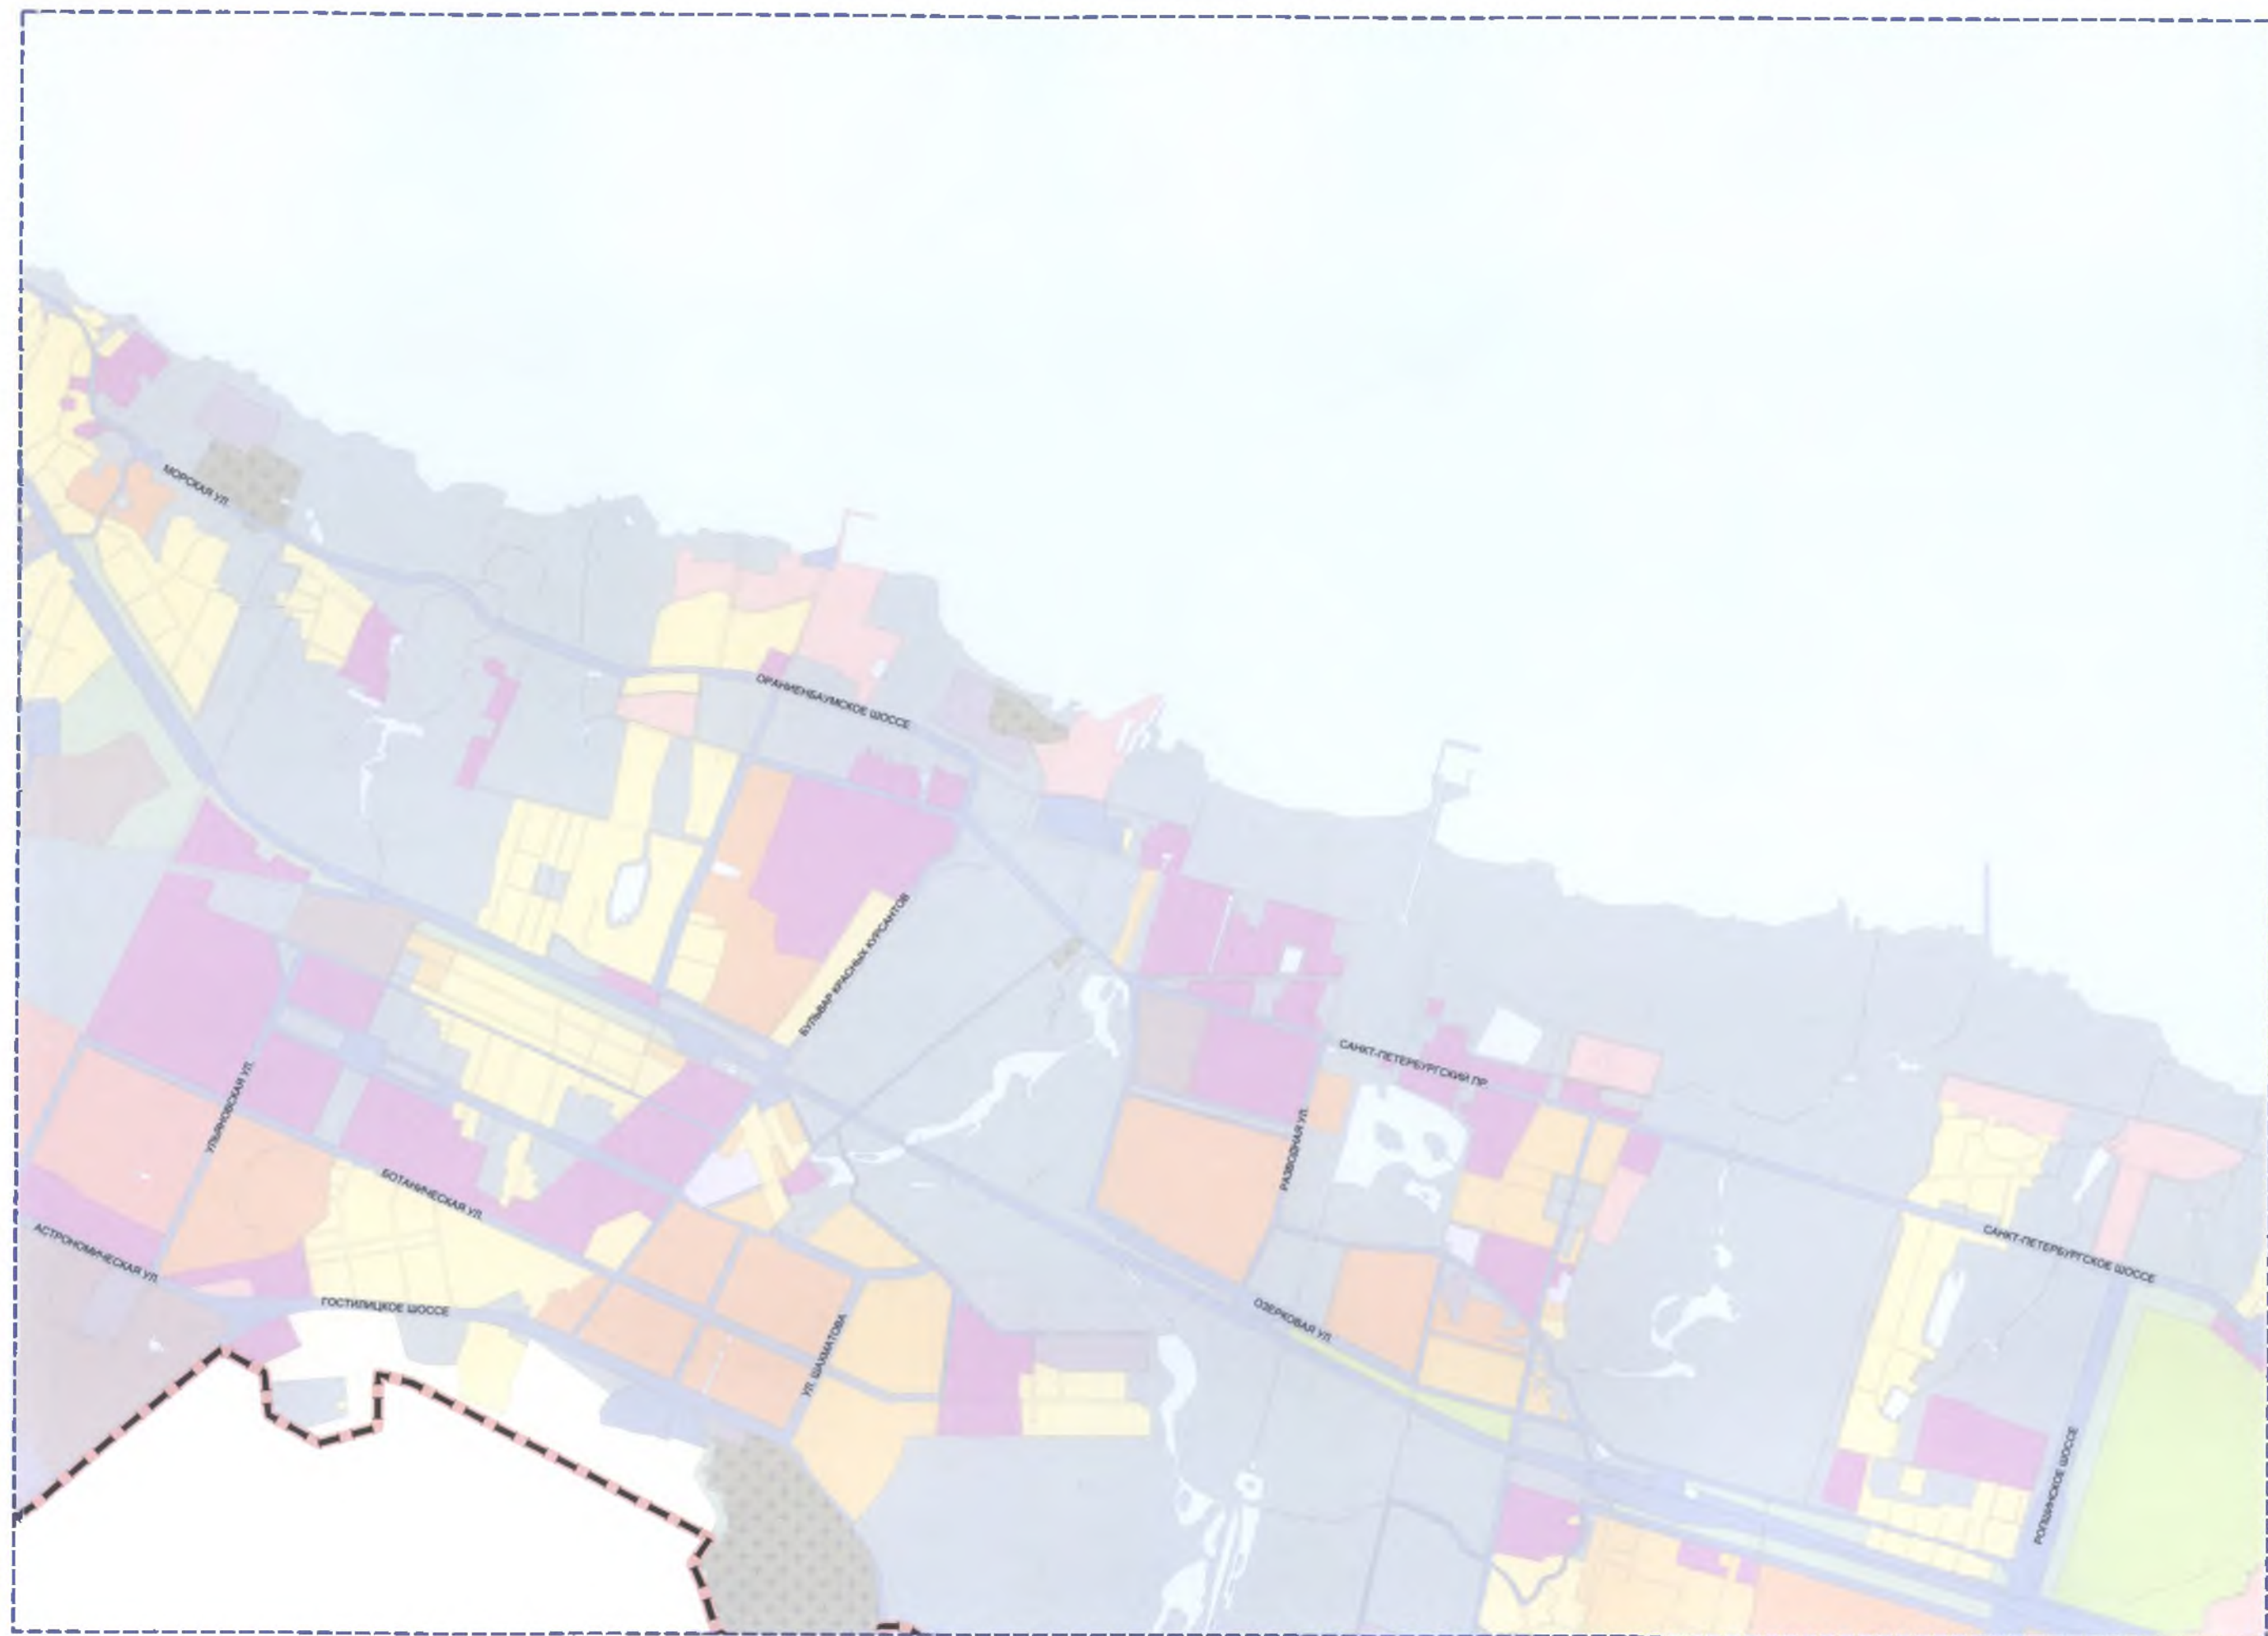 МОРСКАЯ УЛ.
ОРАНИЕНБАУМСКОЕ ШОССЕ
БУЛЬВАР КРАСНЫХ КУРСАНТОВ
САНКТ-ПЕТЕРБУРГСКИЙ ПР.
УЛЬЯНОВСКАЯ УЛ.
РАЗВОДНАЯ УЛ.
БОТАНИЧЕСКАЯ УЛ.
АСТРОНОМИЧЕСКАЯ УЛ.
САНКТ-ПЕТЕРБУРГСКОЕ ШОССЕ
ГОСТИЛИЦКОЕ ШОССЕ
ОЗЕРКОВАЯ УЛ.
УЛ. ШАХМАТОВА
РОПШИНСКОЕ ШОССЕ